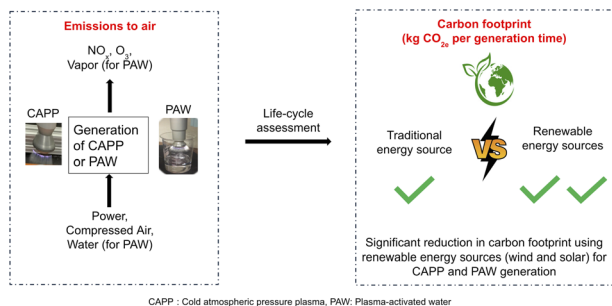 Emissions to air
NOx, O3,
Vapor (for PAW)
CAPP
PAW
Generation
of CAPP
or PAW
Power,
Compressed Air,
Water (for PAW)
Life-cycle
assessment
Carbon footprint
(kg CO2e per generation time)
Traditional
energy source
VS
Renewable
energy sources
Significant reduction in carbon footprint using
renewable energy sources (wind and solar) for
CAPP and PAW generation
CAPP : Cold atmospheric pressure plasma, PAW: Plasma-activated water